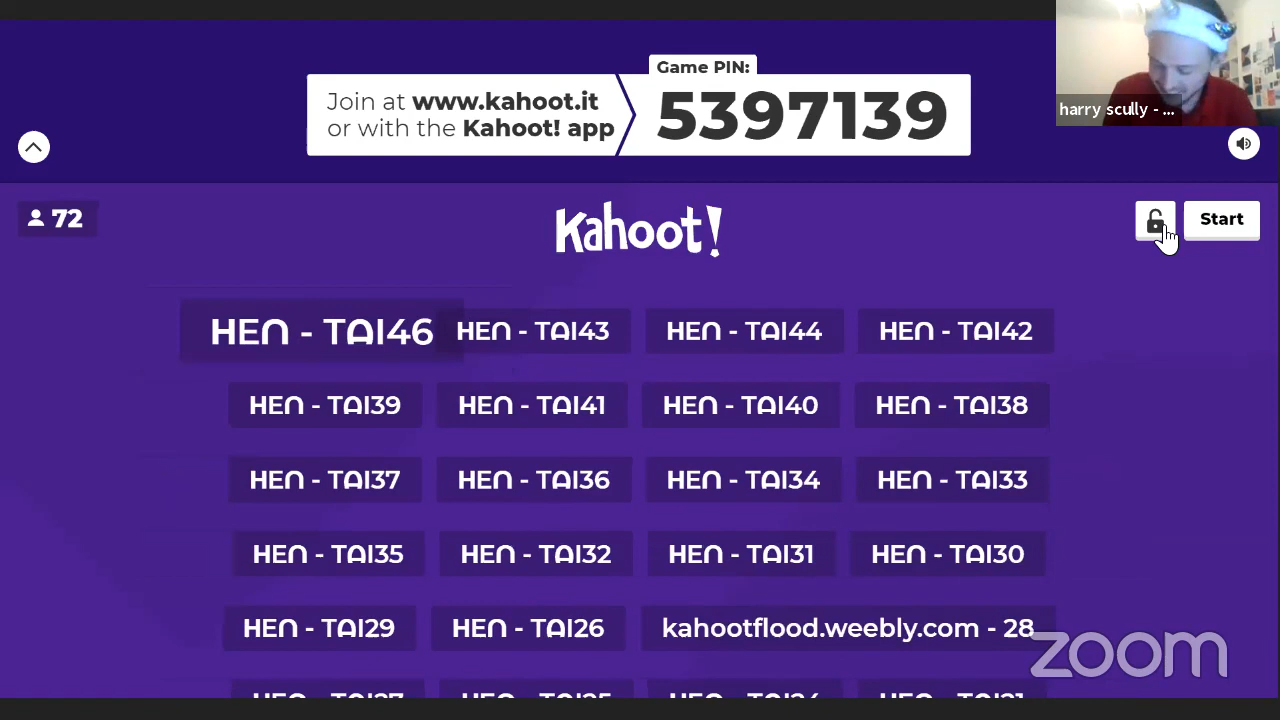 Game PIN:
Join at www.kahoot.it
or with the Kahoot! app
5397139
harry scully - ...
72
Kahoot!
Start
HEN - TAI46
HEN - TAI43
HEN - TAI44
HEN - TAI42
HEN - TAI39
HEN - TAI41
HEN - TAI40
HEN - TAI38
HEN - TAI37
HEN - TAI36
HEN - TAI34
HEN - TAI33
HEN - TAI35
HEN - TAI32
HEN - TAI31
HEN - TAI30
HEN - TAI29
HEN - TAI26
kahootflood.weebly.com - 28
zoom